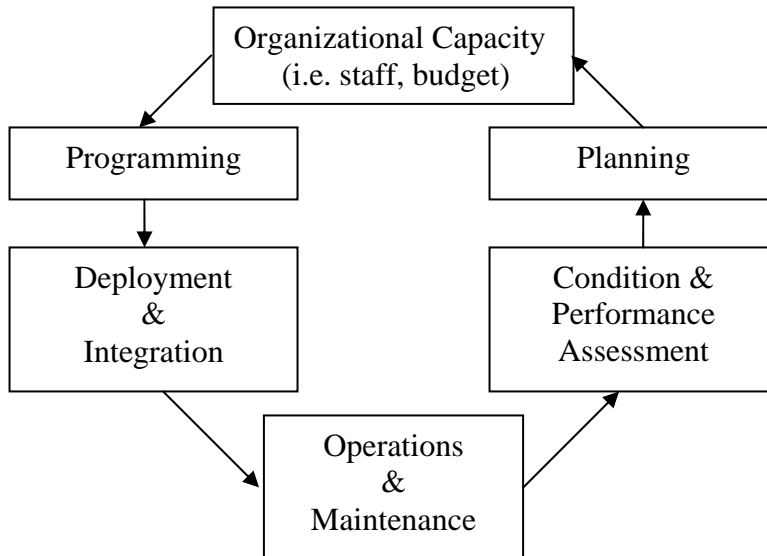 Organizational Capacity
(i.e. staff, budget)
Programming
Planning
Deployment
&
Integration
Condition &
Performance
Assessment
Operations
&
Maintenance